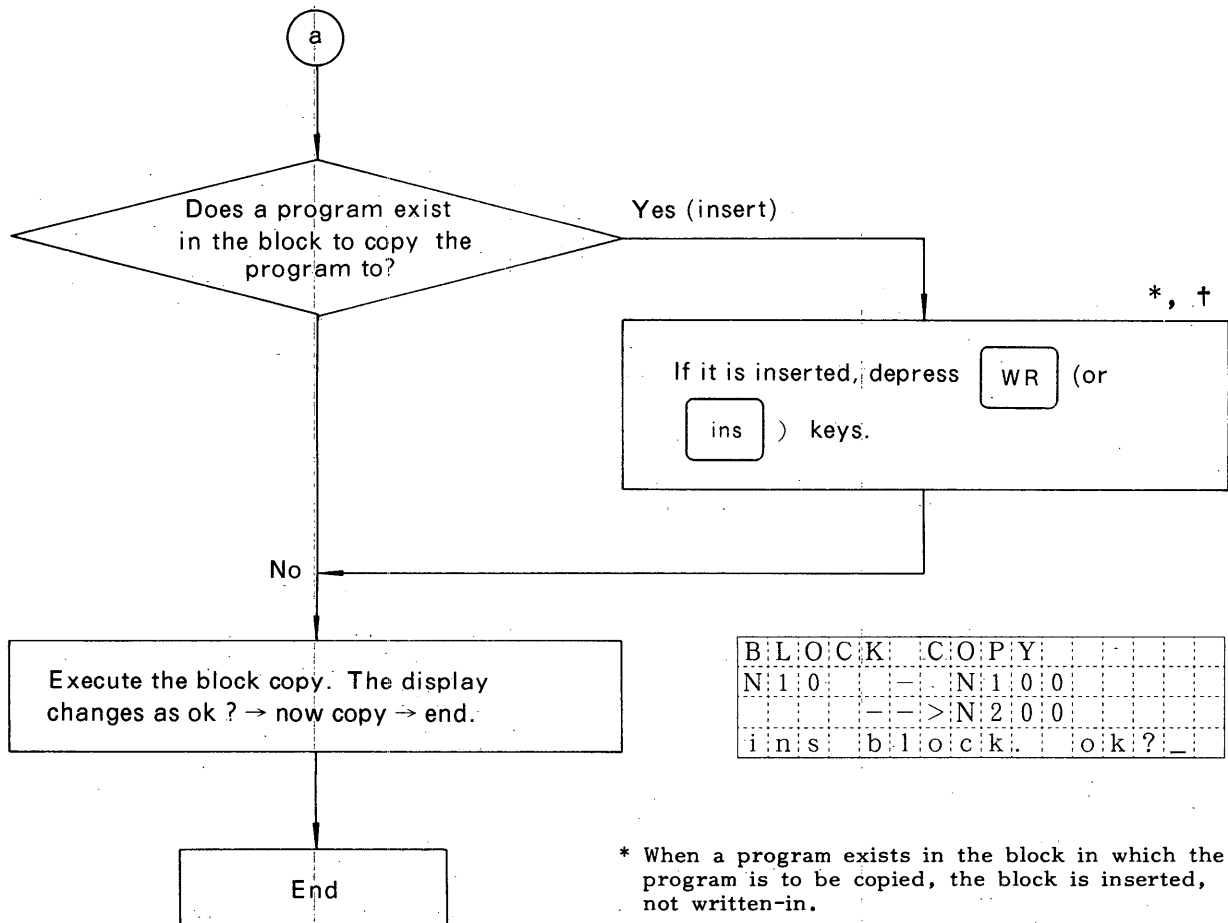 a
Does a program exist
in the block to copy the
program to?
Yes (insert)
*, †
If it is inserted, depress WR (or
ins ) keys.
No
Execute the block copy. The display
changes as ok ? → now copy → end.
BLOCK COPY
N10 - N100
-->N200
ins block. ok?_
End
* When a program exists in the block in which the
program is to be copied, the block is inserted,
not written-in.